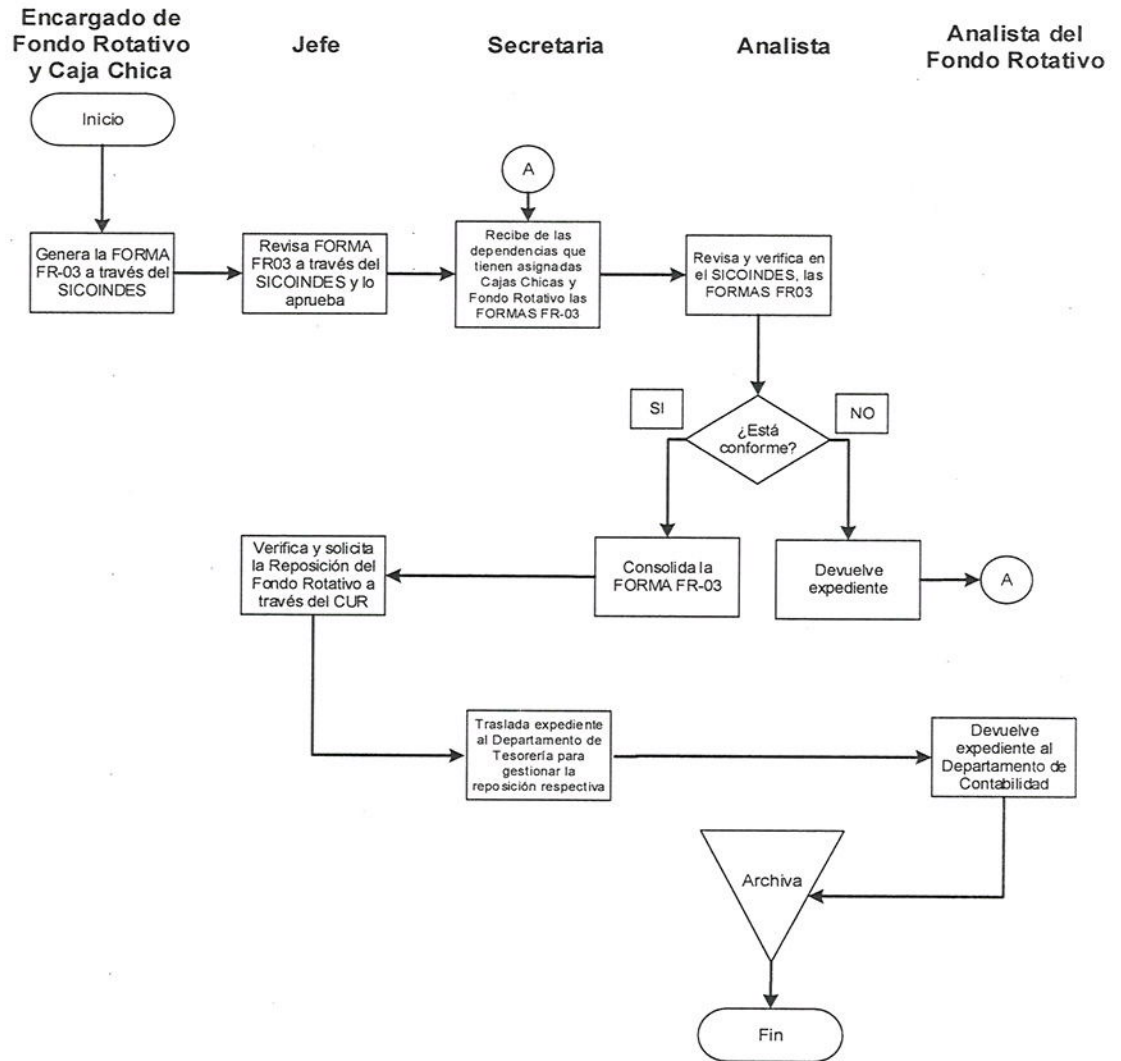 Encargado de
Fondo Rotativo
y Caja Chica
Jefe
Secretaria
Analista
Analista del
Fondo Rotativo
Inicio
A
Genera la FORMA
FR-03 a través del
SICOINDES
Revisa FORMA
FR03 a través del
SICOINDES y lo
aprueba
Recibe de las
dependencias que
tienen asignadas
Cajas Chicas y
Fondo Rotativo las
FORMAS FR-03
Revisa y verifica en
el SICOINDES, las
FORMAS FR03
SI
NO
¿Está
conforme?
Verifica y solicita
la Reposición del
Fondo Rotativo a
través del CUR
Consolida la
FORMA FR-03
Devuelve
expediente
A
Traslada expediente
al Departamento de
Tesorería para
gestionar la
reposición respectiva
Devuelve
expediente al
Departamento de
Contabilidad
Archiva
Fin